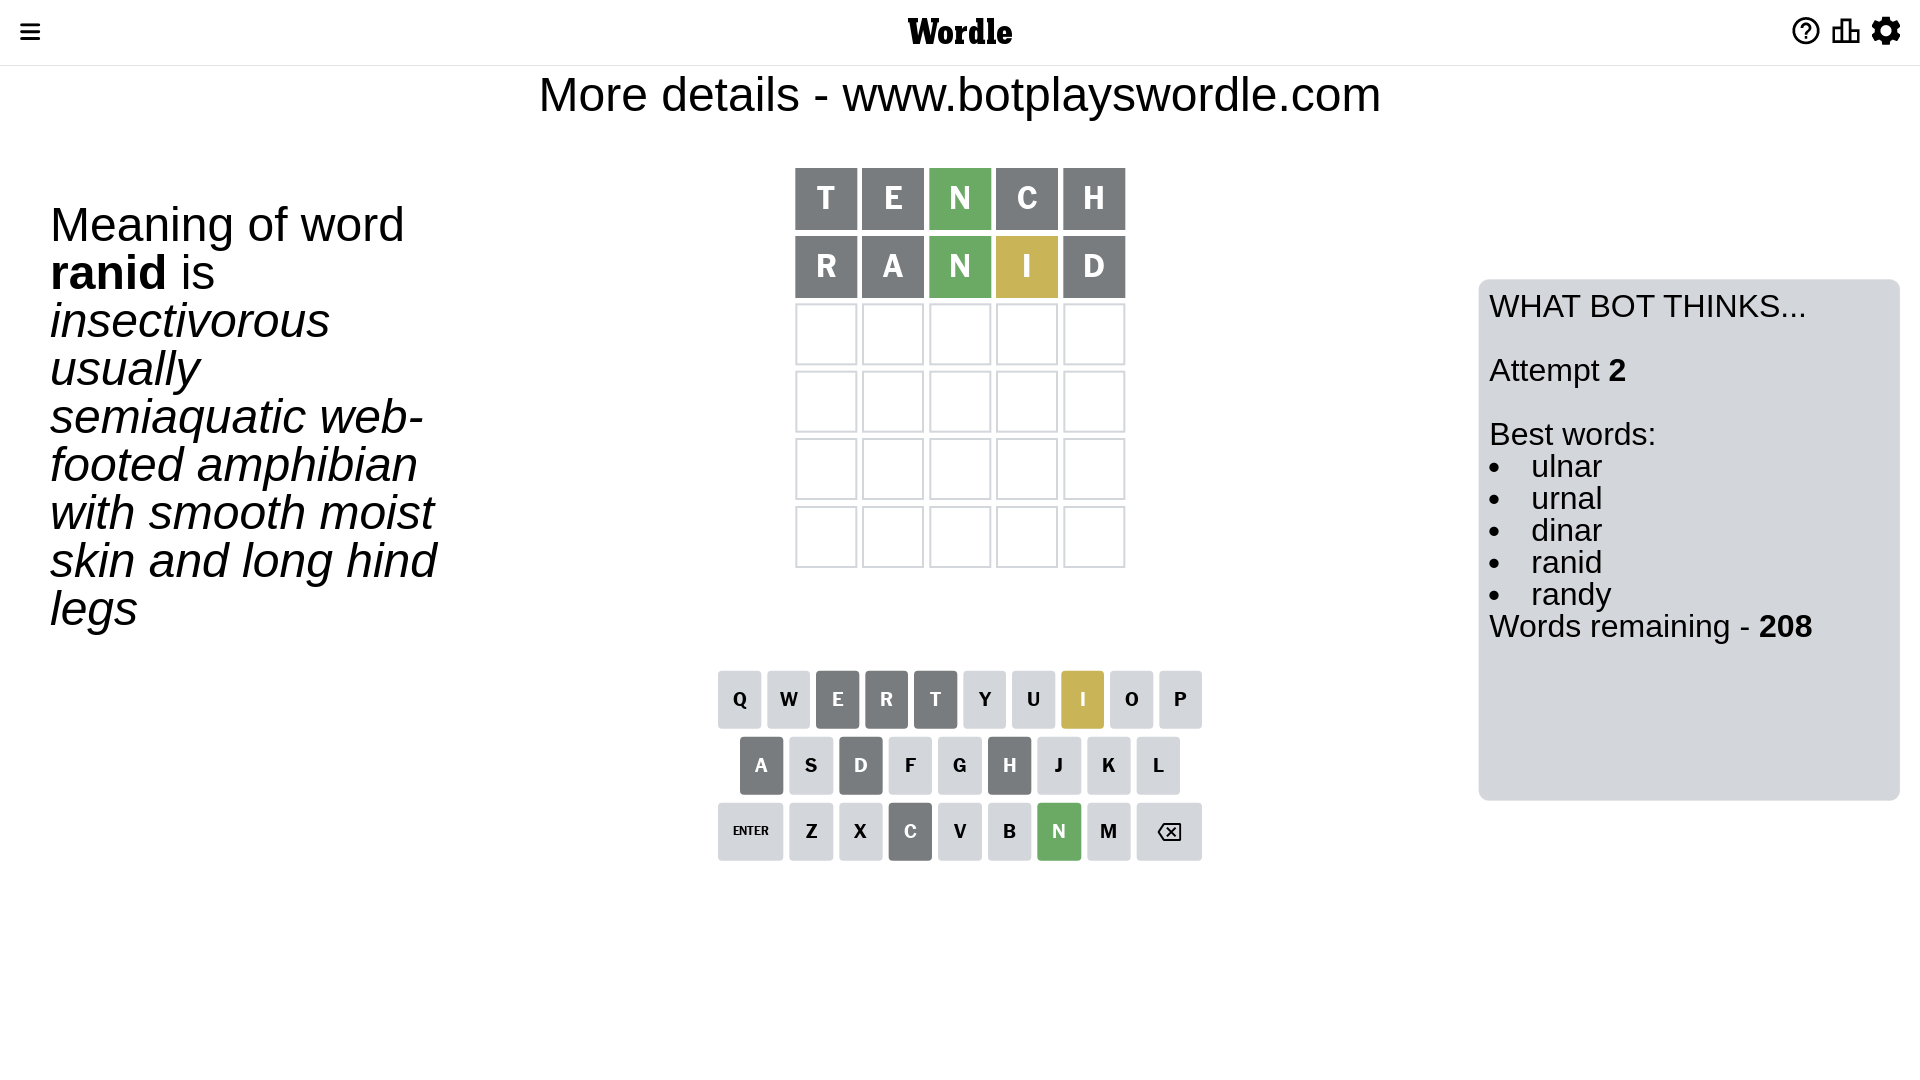 Wordle
More details - www.botplayswordle.com
Meaning of word
ranid is
insectivorous
usually
semiaquatic web-
footed amphibian
with smooth moist
skin and long hind
legs
T E N C H
R A N I D
WHAT BOT THINKS...
Attempt 2
Best words:
• ulnar
• urnal
• dinar
• ranid
• randy
Words remaining - 208
Q W E R T Y U I O P
A S D F G H J K L
ENTER Z X C V B N M